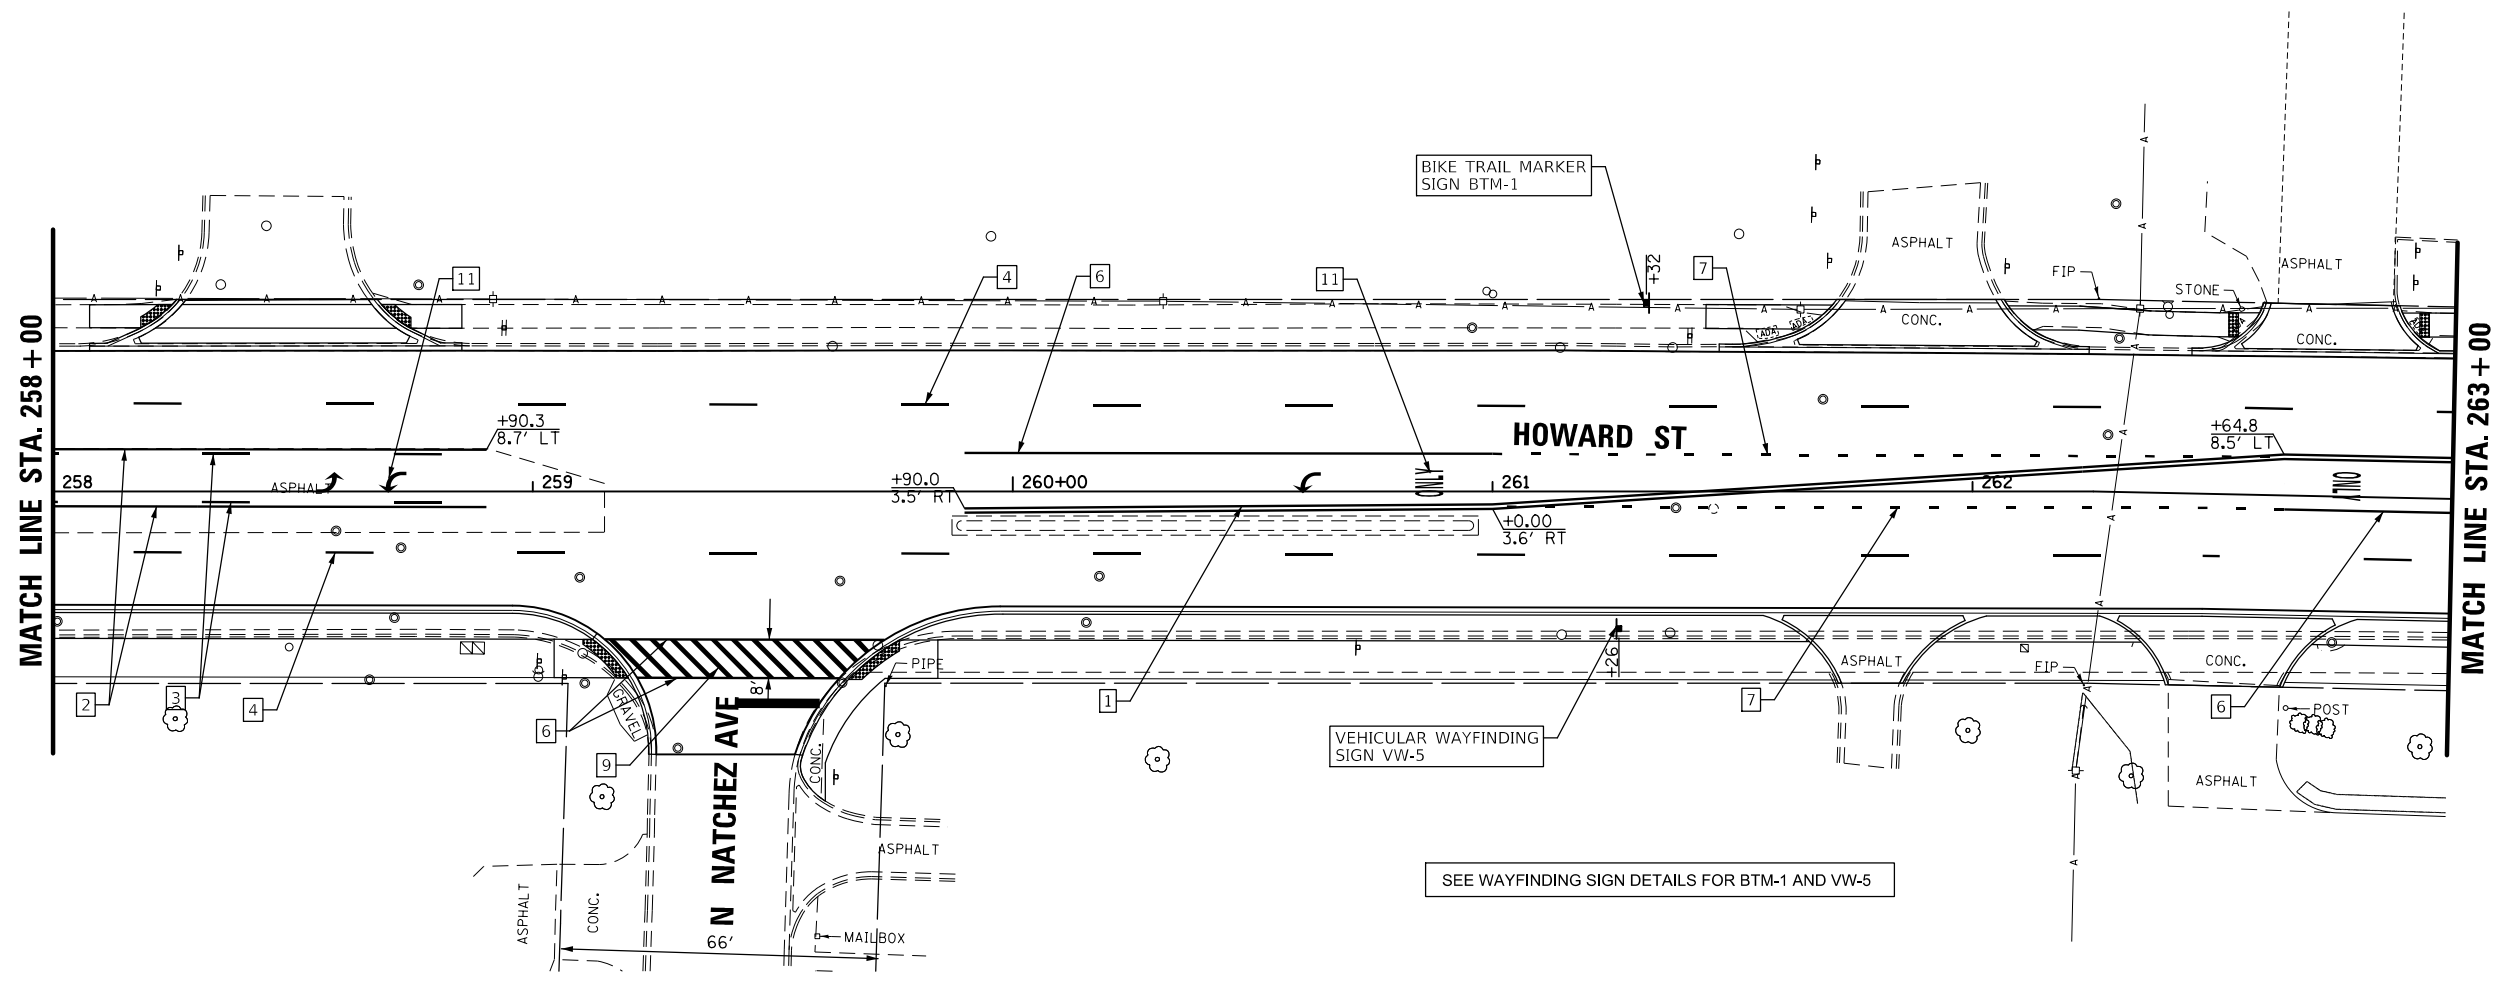 BIKE TRAIL MARKER
SIGN BTM-1
+32
11
4
6
11
7
ASPHALT
FIP
STONE
ASPHALT
CONC.
CONC.
ADA
ADA
A A A A A A A A A A A A
MATCH LINE STA. 258+00
MATCH LINE STA. 263+00
HOWARD ST
+90.3
8.7' LT
+64.8
8.5' LT
258
ASPHALT
259
+90.0
3.5' RT
260+00
ONLY
261
262
ONLY
+0.00
3.6' RT
2
3
4
6
9
GRAVEL
8'
PIPE
1
+26
VEHICULAR WAYFINDING
SIGN VW-5
7
ASPHALT
FIP
CONC.
6
POST
ASPHALT
N NATCHEZ AVE
CONC.
ASPHALT
ASPHALT
CONC.
66'
MAILBOX
SEE WAYFINDING SIGN DETAILS FOR BTM-1 AND VW-5